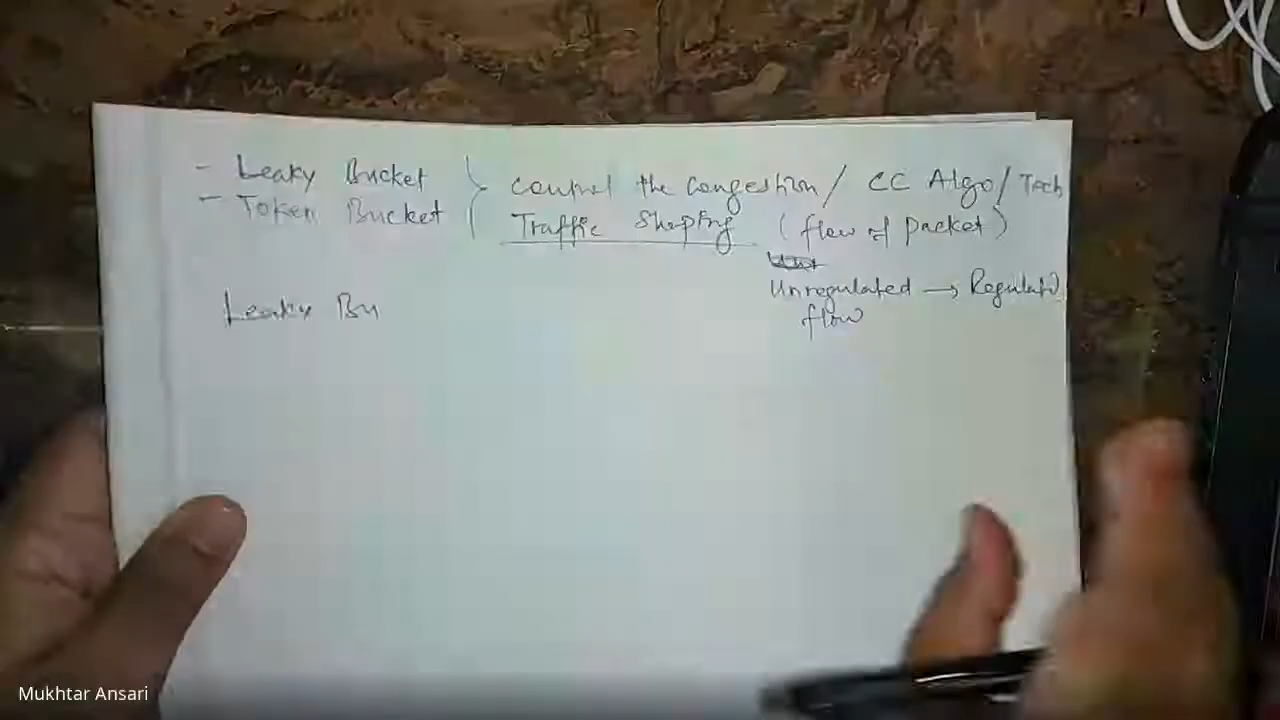 - Leaky Bucket } Control the Congestion / CC Algo / Tech
- Token Bucket Traffic Shaping (flow of packet)
Unregulated → Regulated
flow
Leaky Bu
Mukhtar Ansari